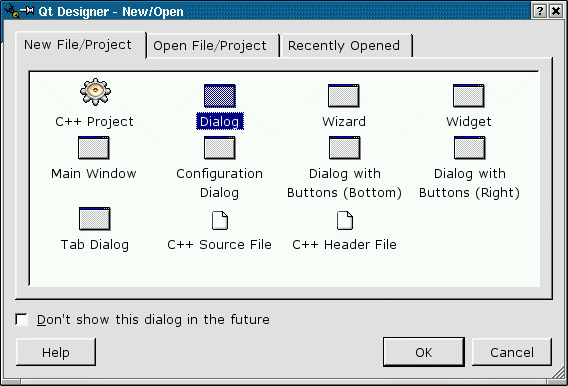 Qt Designer - New/Open
New File/Project Open File/Project Recently Opened
C++ Project Dialog Wizard Widget
Main Window Configuration Dialog with Dialog with
Dialog Buttons (Bottom) Buttons (Right)
Tab Dialog C++ Source File C++ Header File
Don't show this dialog in the future
Help OK Cancel